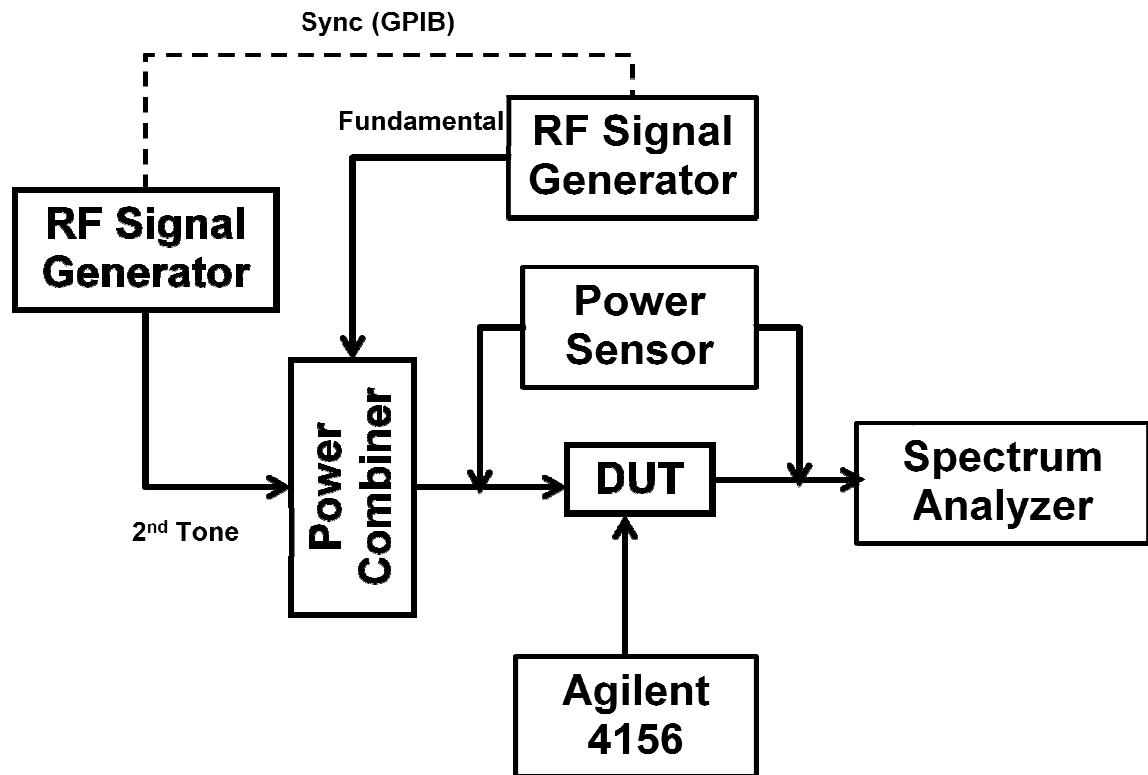 Sync (GPIB)
Fundamental
RF Signal
Generator
RF Signal
Generator
Power
Sensor
Power
Combiner
DUT
Spectrum
Analyzer
2nd Tone
Agilent
4156